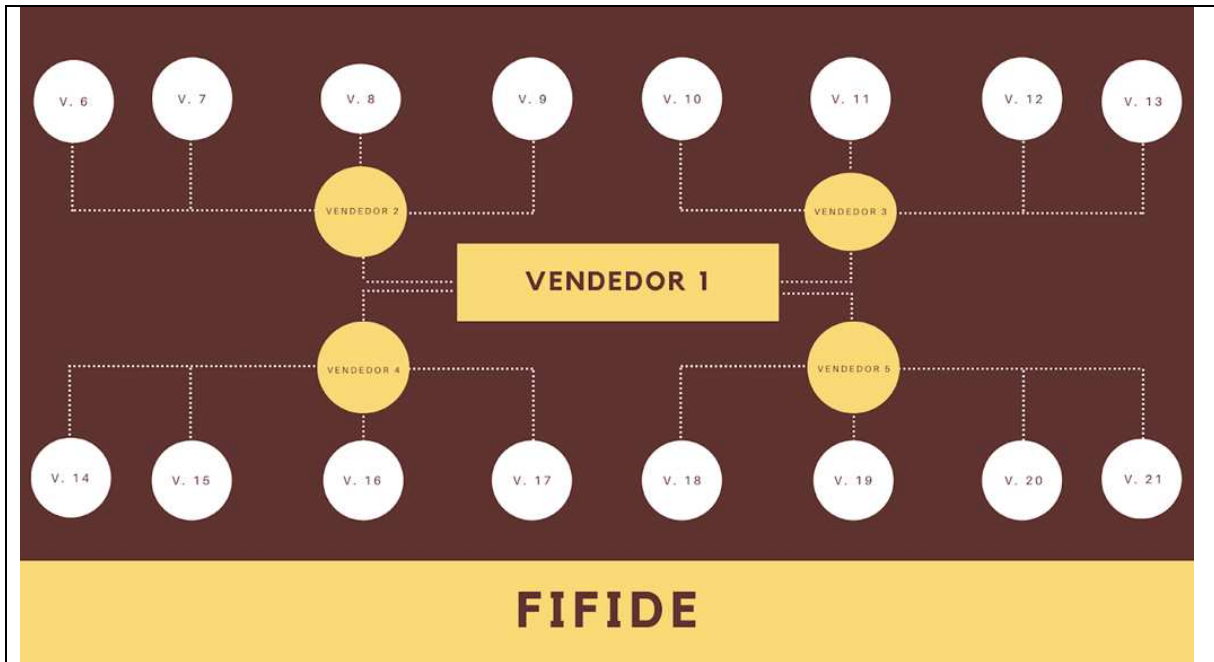 V. 6
V. 7
V. 8
V. 9
V. 10
V. 11
V. 12
V. 13
VENDEDOR 2
VENDEDOR 3
VENDEDOR 1
VENDEDOR 4
VENDEDOR 5
V. 14
V. 15
V. 16
V. 17
V. 18
V. 19
V. 20
V. 21
FIFIDE